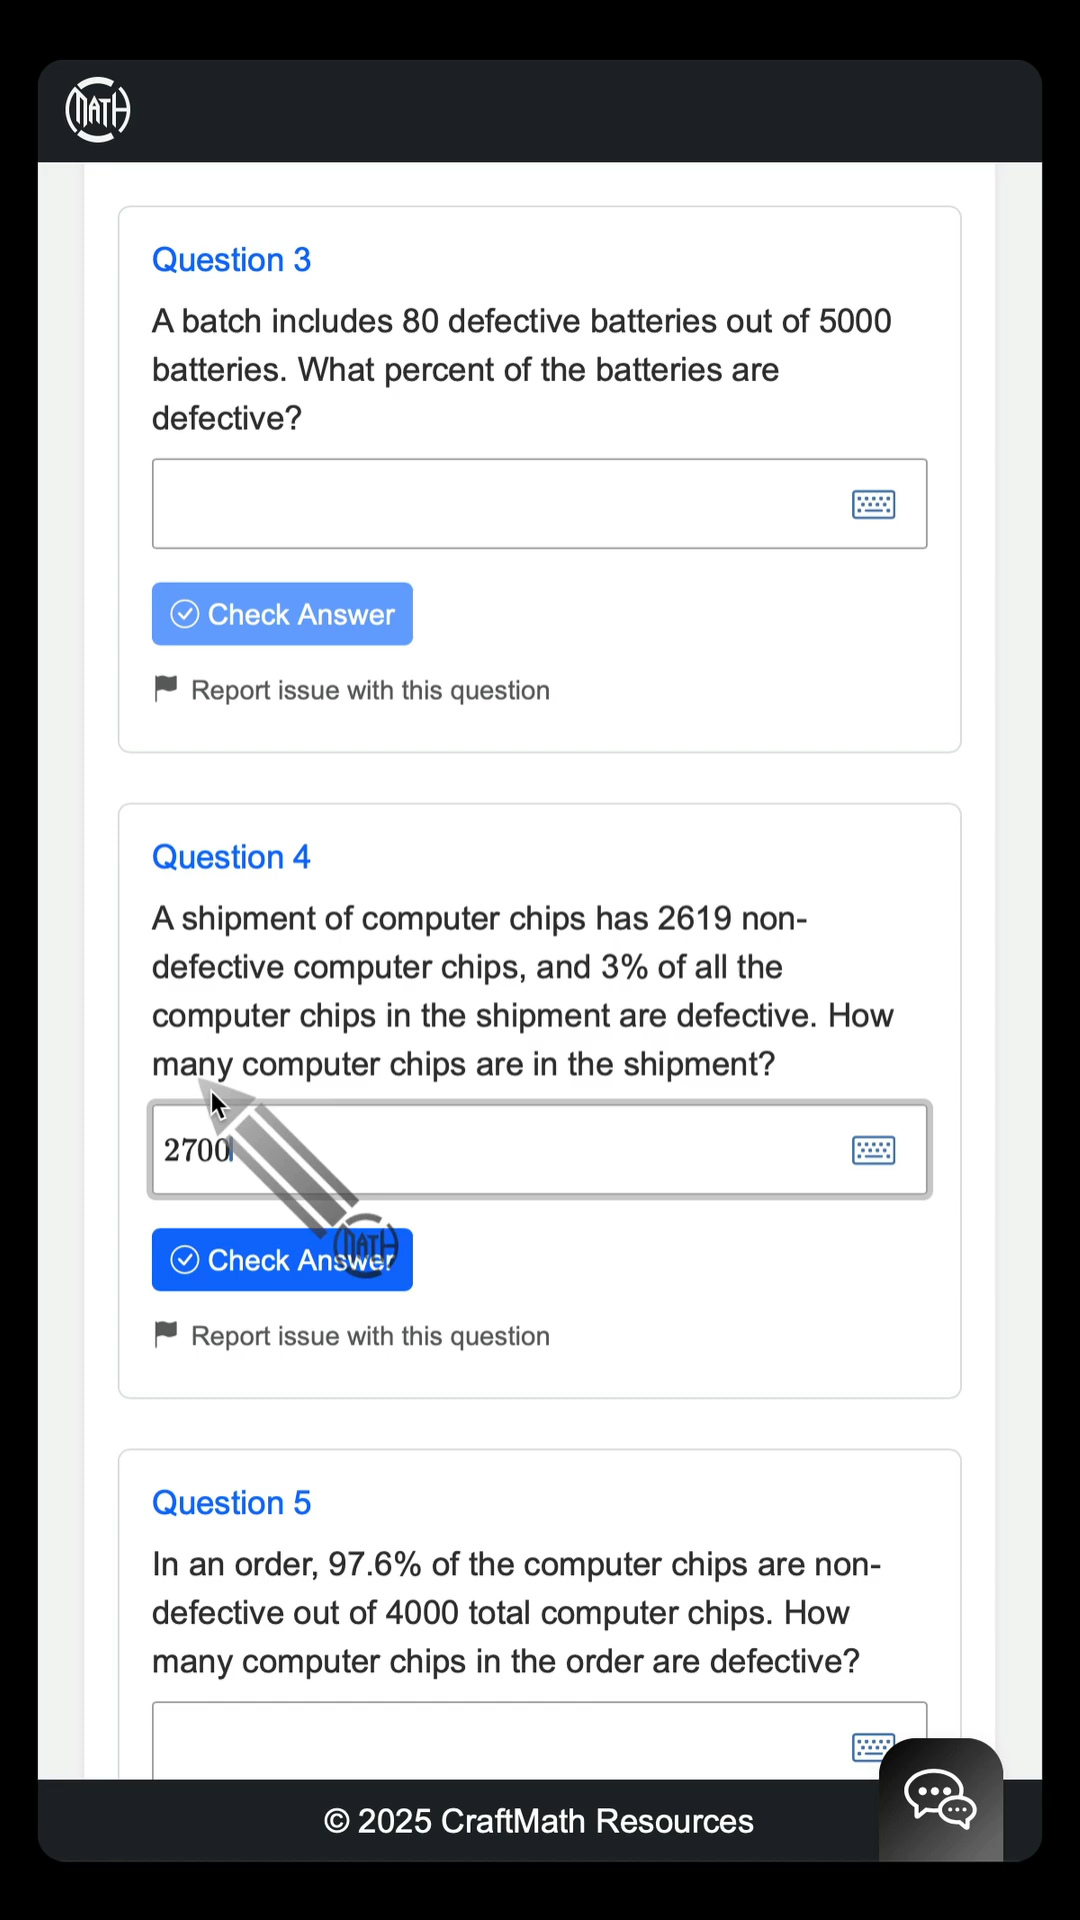 MATH
Question 3
A batch includes 80 defective batteries out of 5000
batteries. What percent of the batteries are
defective?
Check Answer
Report issue with this question
Question 4
A shipment of computer chips has 2619 non-
defective computer chips, and 3% of all the
computer chips in the shipment are defective. How
many computer chips are in the shipment?
2700
MATH
Check Answer
Report issue with this question
Question 5
In an order, 97.6% of the computer chips are non-
defective out of 4000 total computer chips. How
many computer chips in the order are defective?
© 2025 CraftMath Resources